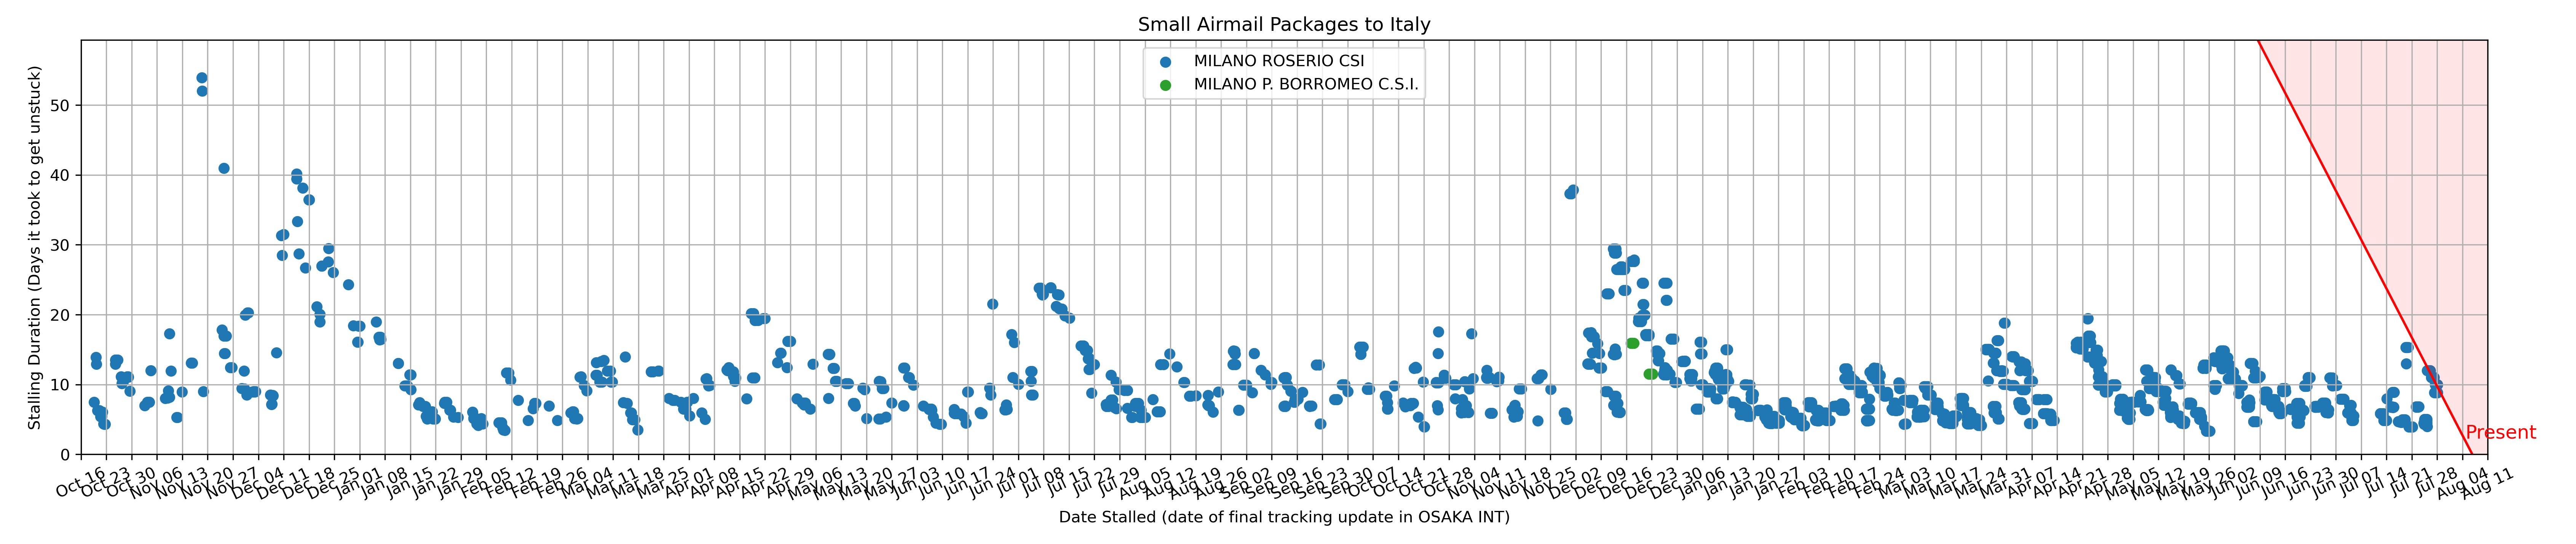 Small Airmail Packages to Italy
MILANO ROSERIO CSI
MILANO P. BORROMEO C.S.I.
Stalling Duration (Days it took to get unstuck)
50
40
30
20
10
0
Present
Oct 16 Oct 23 Oct 30 Nov 06 Nov 13 Nov 20 Nov 27 Dec 04 Dec 11 Dec 18 Dec 25 Jan 01 Jan 08 Jan 15 Jan 22 Jan 29 Feb 05 Feb 12 Feb 19 Feb 26 Mar 04 Mar 11 Mar 18 Mar 25 Apr 01 Apr 08 Apr 15 Apr 22 Apr 29 May 06 May 13 May 20 May 27 Jun 03 Jun 10 Jun 17 Jun 24 Jul 01 Jul 08 Jul 15 Jul 22 Jul 29 Aug 05 Aug 12 Aug 19 Aug 26 Sep 02 Sep 09 Sep 16 Sep 23 Sep 30 Oct 07 Oct 14 Oct 21 Oct 28 Nov 04 Nov 11 Nov 18 Nov 25 Dec 02 Dec 09 Dec 16 Dec 23 Dec 30 Jan 06 Jan 13 Jan 20 Jan 27 Feb 03 Feb 10 Feb 17 Feb 24 Mar 03 Mar 10 Mar 17 Mar 24 Mar 31 Apr 07 Apr 14 Apr 21 Apr 28 May 05 May 12 May 19 May 26 Jun 02 Jun 09 Jun 16 Jun 23 Jun 30 Jul 07 Jul 14 Jul 21 Jul 28 Aug 04 Aug 11
Date Stalled (date of final tracking update in OSAKA INT)